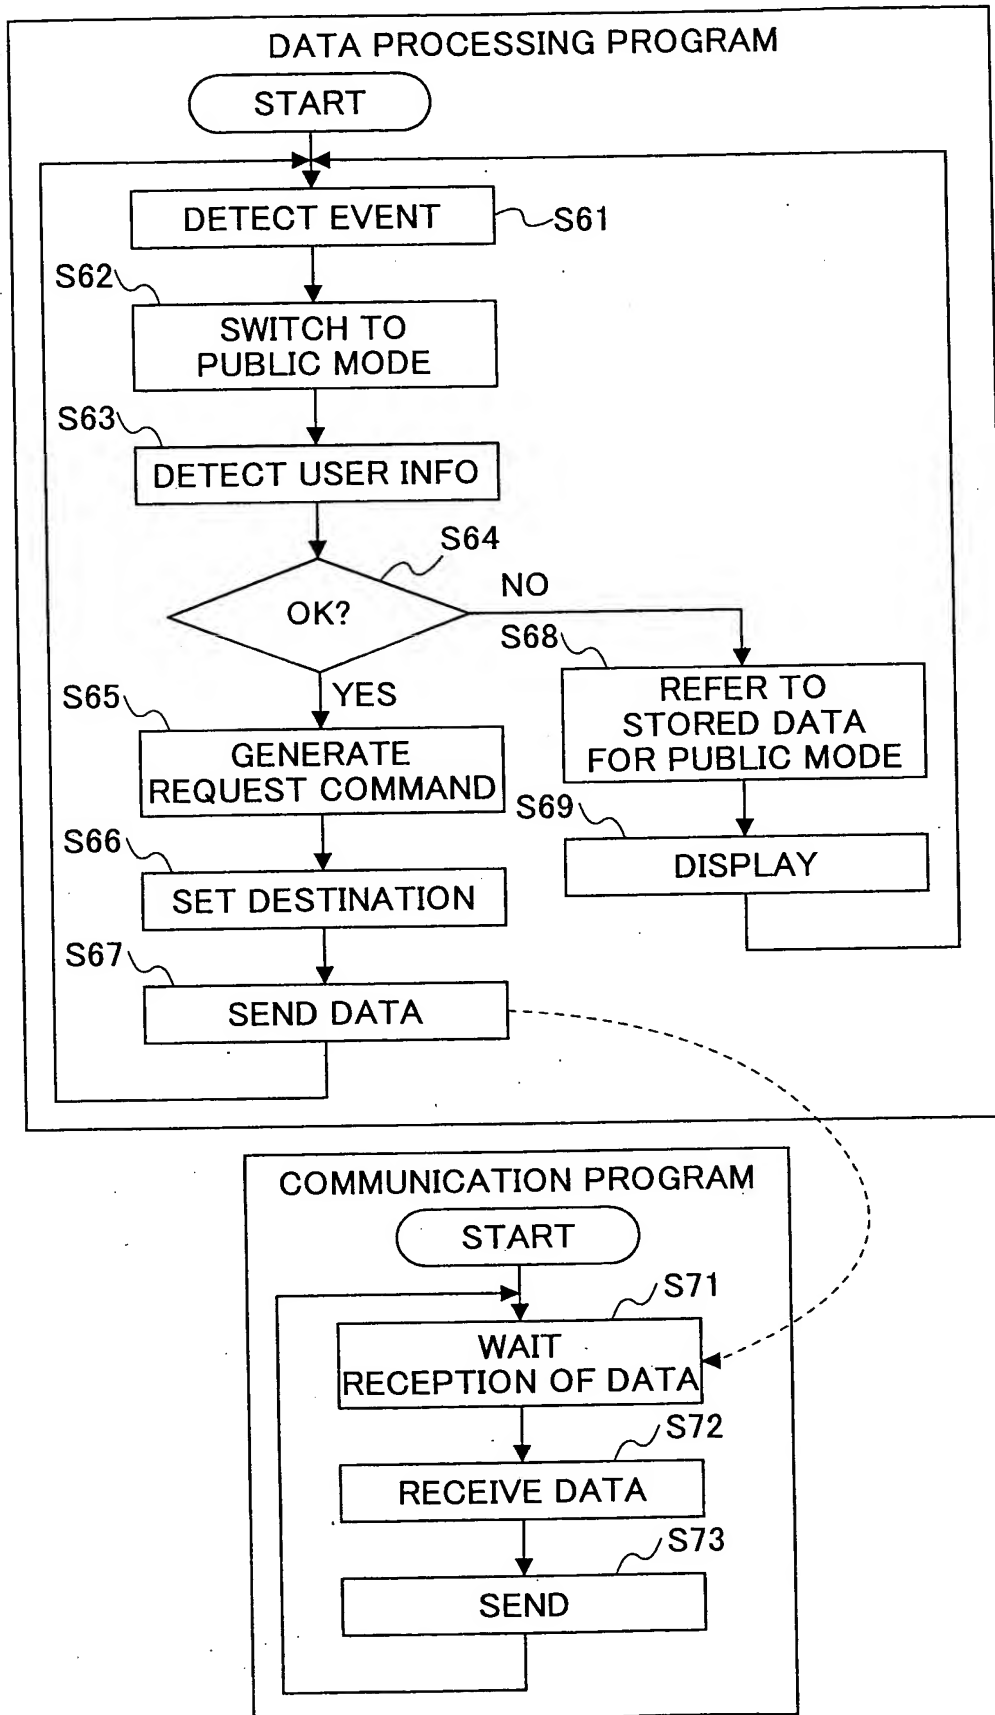 DATA PROCESSING PROGRAM
START
DETECT EVENT
S61
S62
SWITCH TO
PUBLIC MODE
S63
DETECT USER INFO
S64
OK?
NO
YES
S65
GENERATE
REQUEST COMMAND
S66
SET DESTINATION
S67
SEND DATA
S68
REFER TO
STORED DATA
FOR PUBLIC MODE
S69
DISPLAY
COMMUNICATION PROGRAM
START
S71
WAIT
RECEPTION OF DATA
S72
RECEIVE DATA
S73
SEND